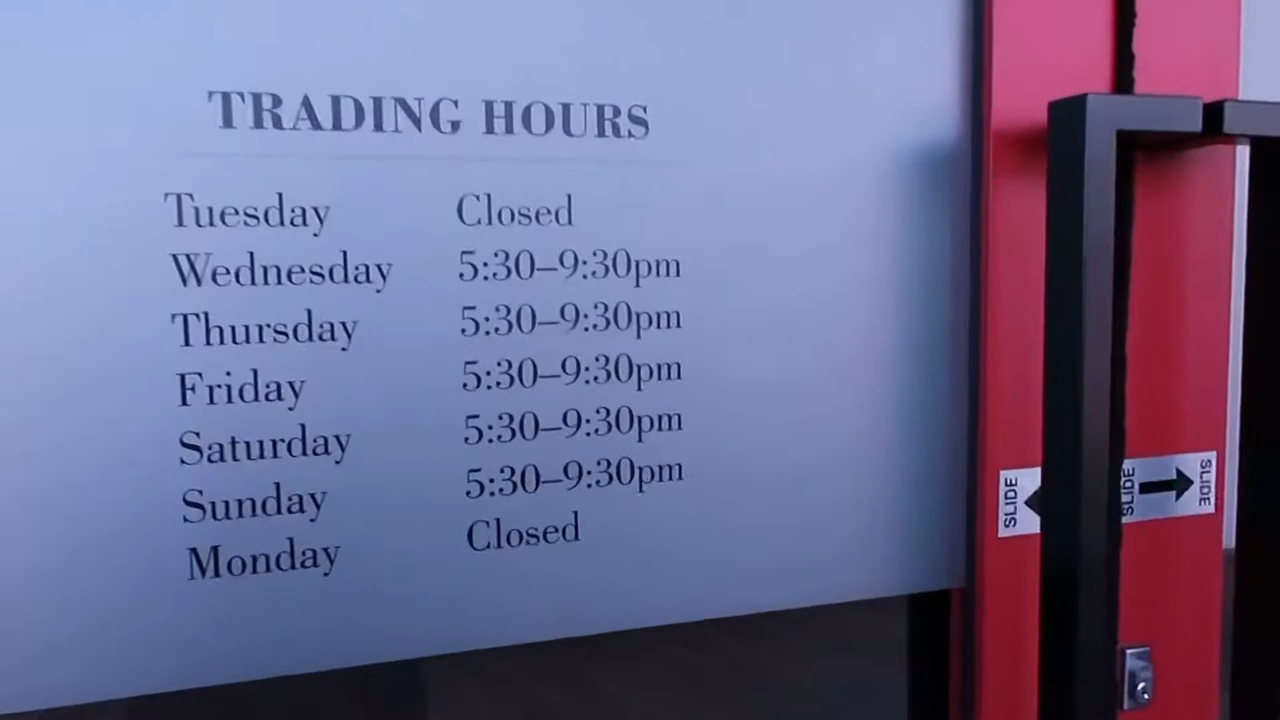 TRADING HOURS
Tuesday Closed
Wednesday 5:30–9:30pm
Thursday 5:30–9:30pm
Friday 5:30–9:30pm
Saturday 5:30–9:30pm
Sunday 5:30–9:30pm
Monday Closed
SLIDE
SLIDE
SLIDE